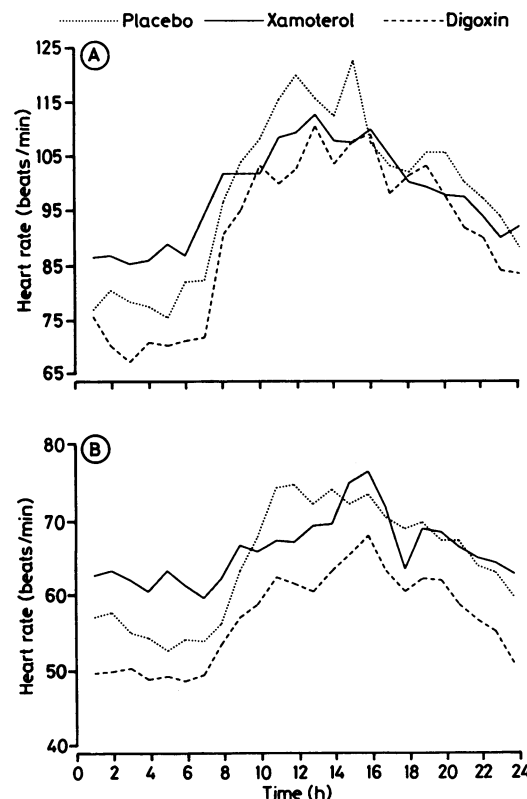 Placebo Xamoterol Digoxin
A
125
115
105
95
85
75
65
Heart rate (beats/min)
B
80
70
60
50
40
Heart rate (beats/min)
0 2 4 6 8 10 12 14 16 18 20 22 24
Time (h)